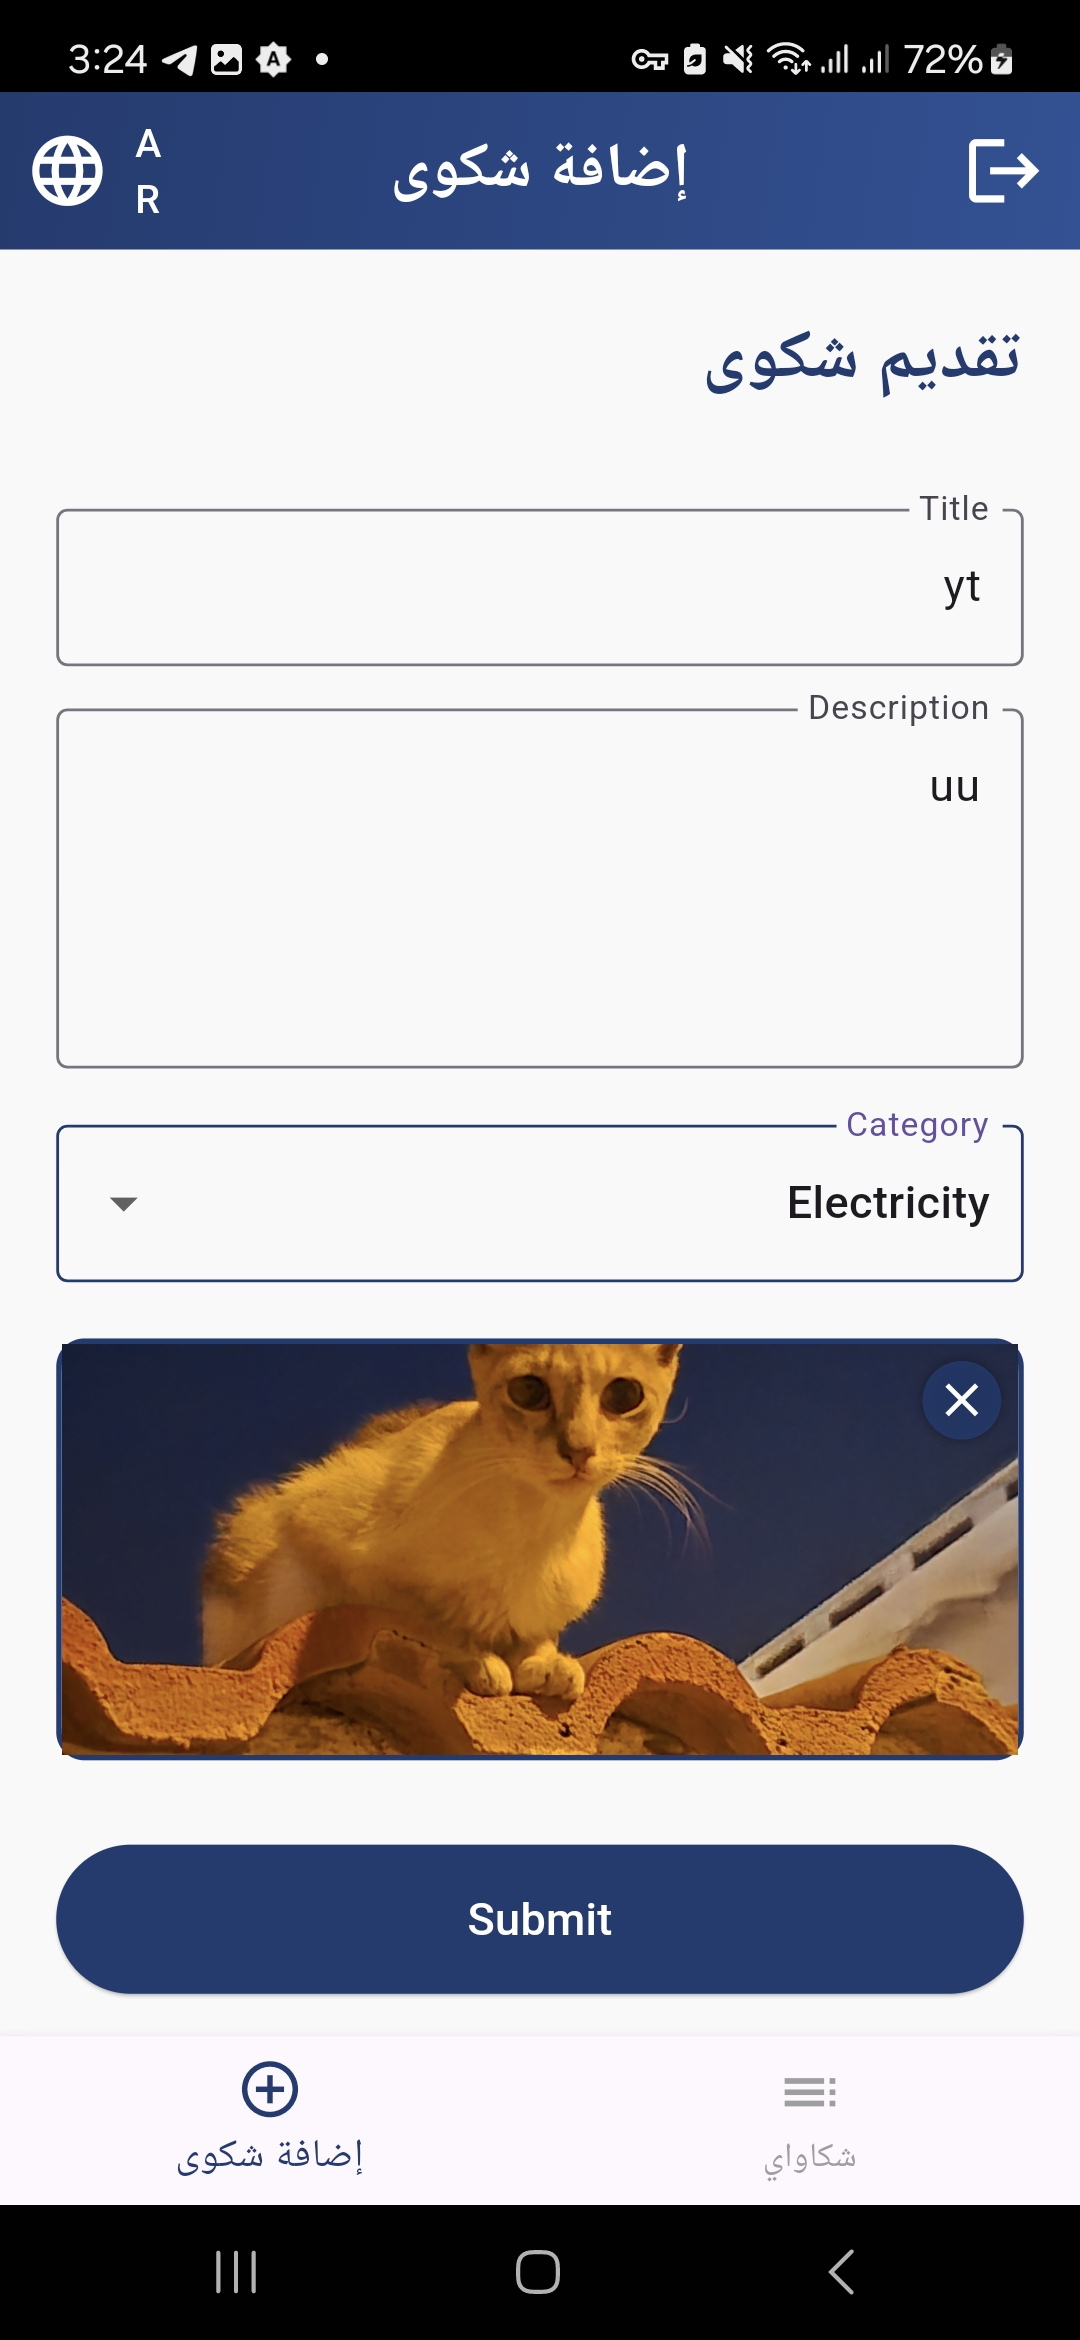 3:24
72%
A
R
إضافة شكوى
تقديم شكوى
Title
yt
Description
uu
Category
Electricity
Submit
شكاواي
إضافة شكوى